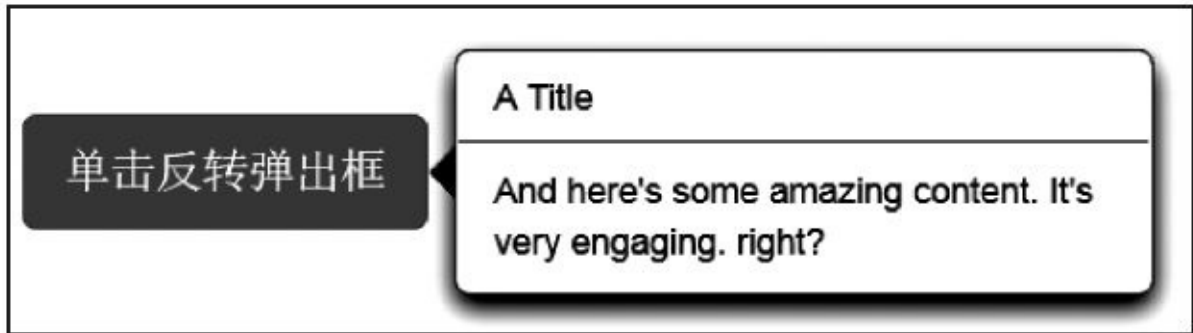 单击反转弹出框
A Title
And here's some amazing content. It's
very engaging. right?